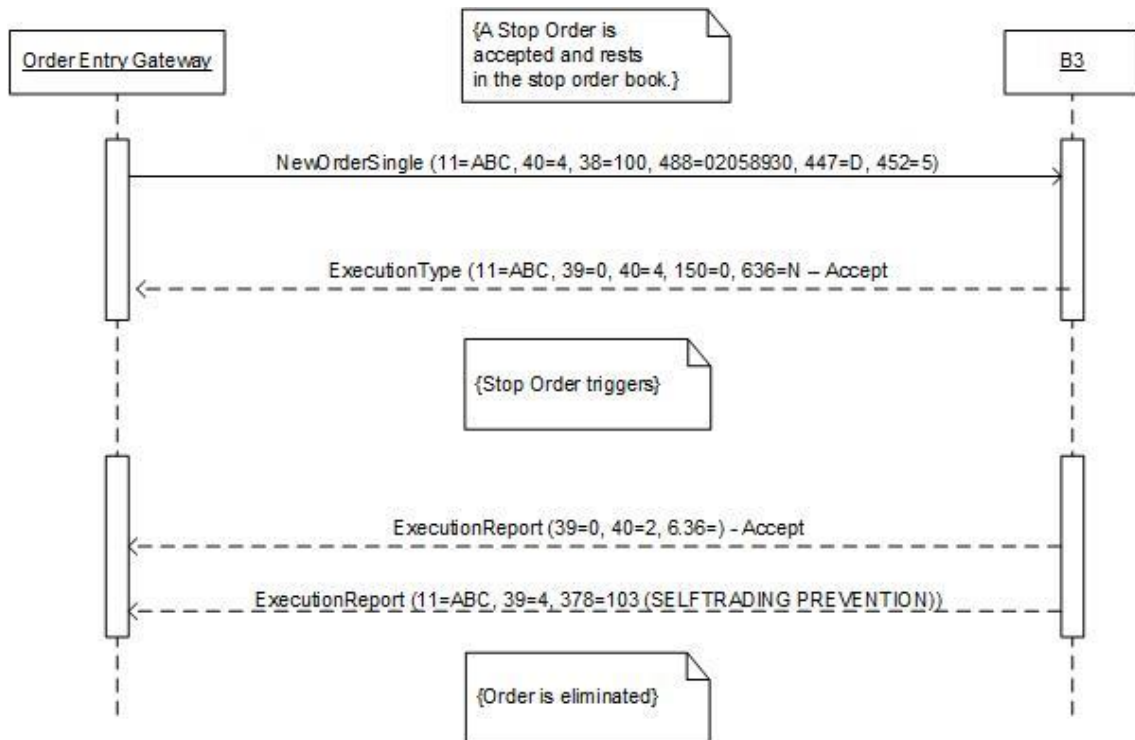 {A Stop Order is
accepted and rests
in the stop order book.}
Order Entry Gateway
B3
NewOrderSingle (11=ABC, 40=4, 38=100, 488=02058930, 447=D, 452=5)
ExecutionType (11=ABC, 39=0, 40=4, 150=0, 636=N – Accept
{Stop Order triggers}
ExecutionReport (39=0, 40=2, 6.36=) - Accept
ExecutionReport (11=ABC, 39=4, 378=103 (SELFTRADING PREVENTION))
{Order is eliminated}